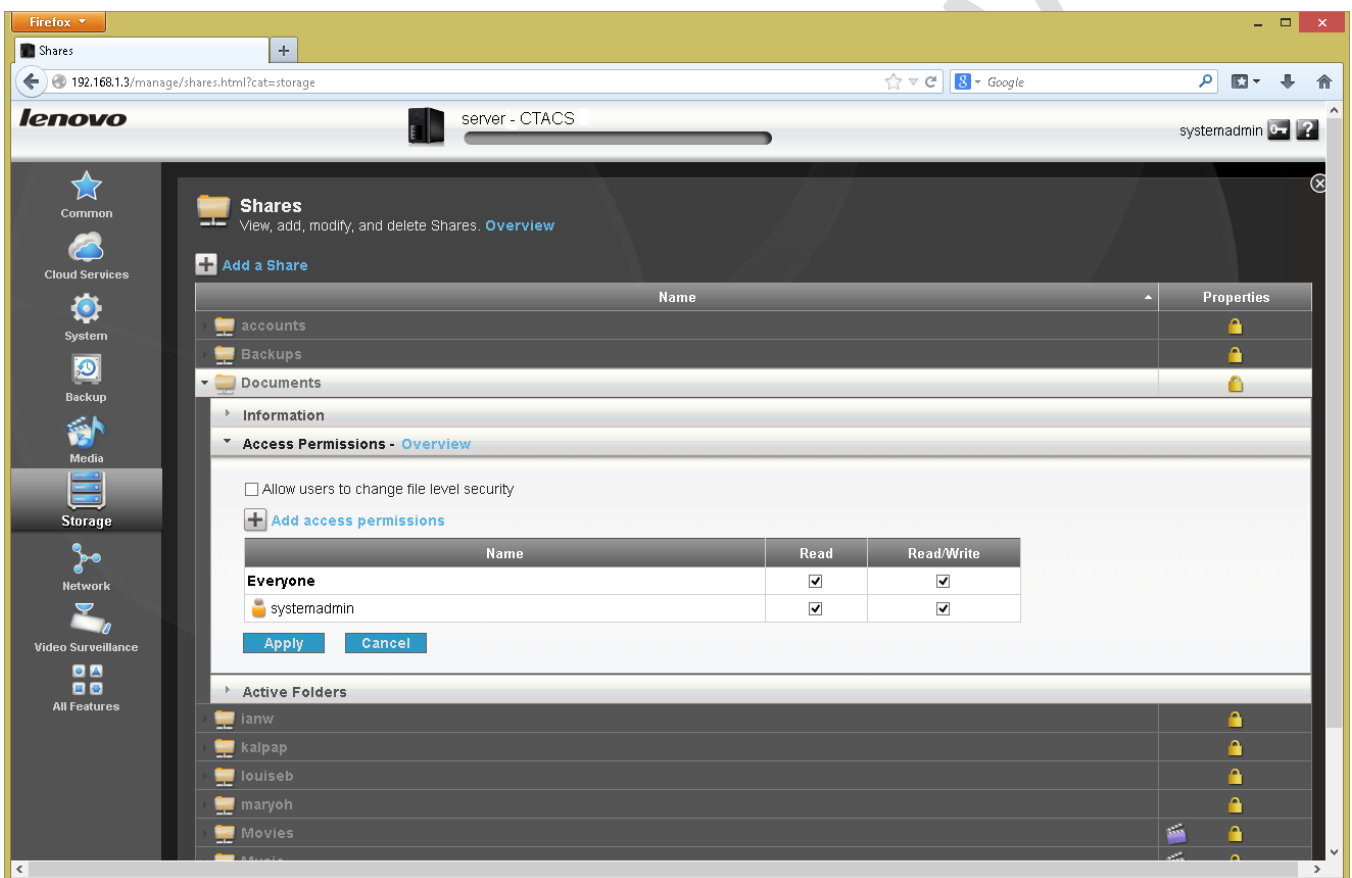 Firefox
Shares
192.168.1.3/manage/shares.html?cat=storage
Google
lenovo
server - CTACS
systemadmin
Common
Cloud Services
System
Backup
Media
Storage
Network
Video Surveillance
All Features
Shares
View, add, modify, and delete Shares. Overview
Add a Share
Name Properties
accounts
Backups
Documents
Information
Access Permissions - Overview
Allow users to change file level security
Add access permissions
Name Read Read/Write
Everyone
systemadmin
Apply Cancel
Active Folders
ianw
kalpap
louiseb
maryoh
Movies